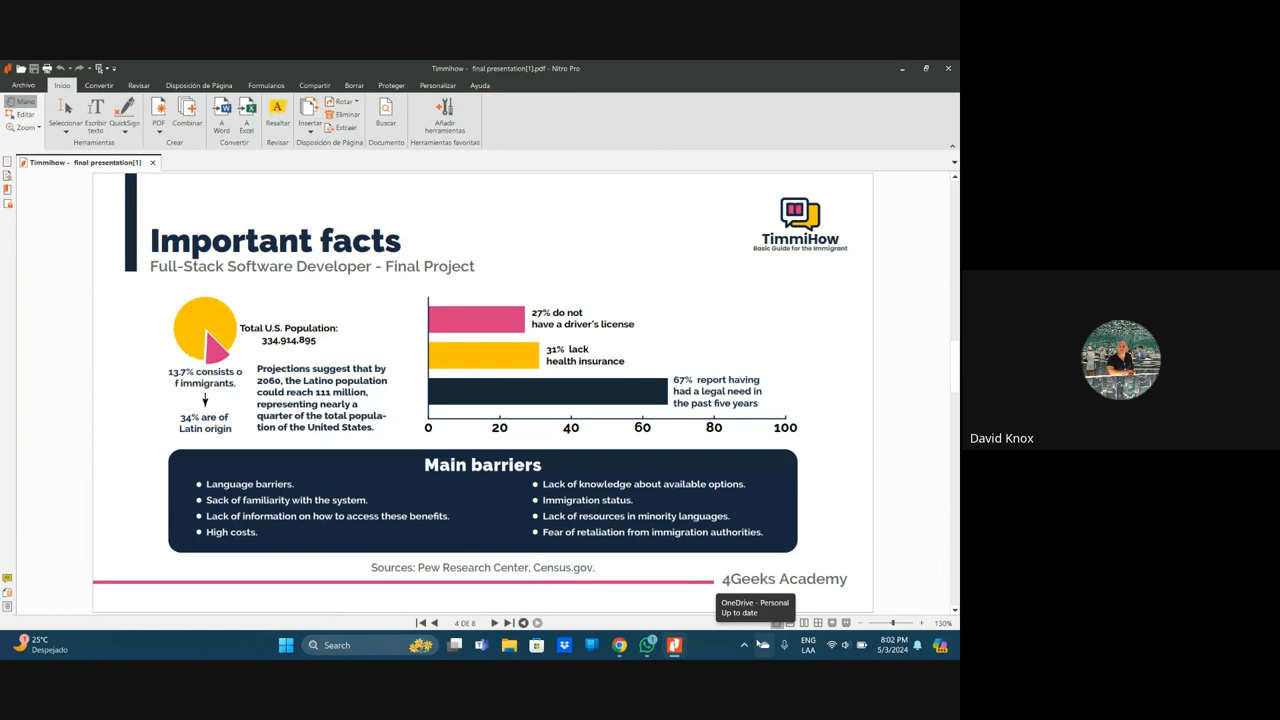 Timmihow - final presentation[1].pdf - Nitro Pro
Archivo Inicio Convertir Revisar Disposición de Página Formularios Compartir Borrar Proteger Personalizar Ayuda
Mano
Editar
Zoom
Seleccionar
Escribir texto
QuickSign
Herramientas
PDF
Combinar
Crear
A Word
A Excel
Convertir
Resaltar
Revisar
Insertar
Rotar
Eliminar
Extraer
Disposición de Página
Buscar
Documento
Añadir herramientas
Herramientas favoritas
Timmihow - final presentation[1]
Important facts
Full-Stack Software Developer - Final Project
TimmiHow
Basic Guide for the Immigrant
Total U.S. Population:
334,914,895
13.7% consists o
f immigrants.
34% are of
Latin origin
Projections suggest that by
2060, the Latino population
could reach 111 million,
representing nearly a
quarter of the total popula-
tion of the United States.
27% do not
have a driver's license
31% lack
health insurance
67% report having
had a legal need in
the past five years
0 20 40 60 80 100
Main barriers
Language barriers.
Sack of familiarity with the system.
Lack of information on how to access these benefits.
High costs.
Lack of knowledge about available options.
Immigration status.
Lack of resources in minority languages.
Fear of retaliation from immigration authorities.
Sources: Pew Research Center, Census.gov.
4Geeks Academy
OneDrive - Personal
Up to date
4 DE 8
130%
1
25°C
Despejado
Search
1
ENG
LAA
8:02 PM
5/3/2024
David Knox